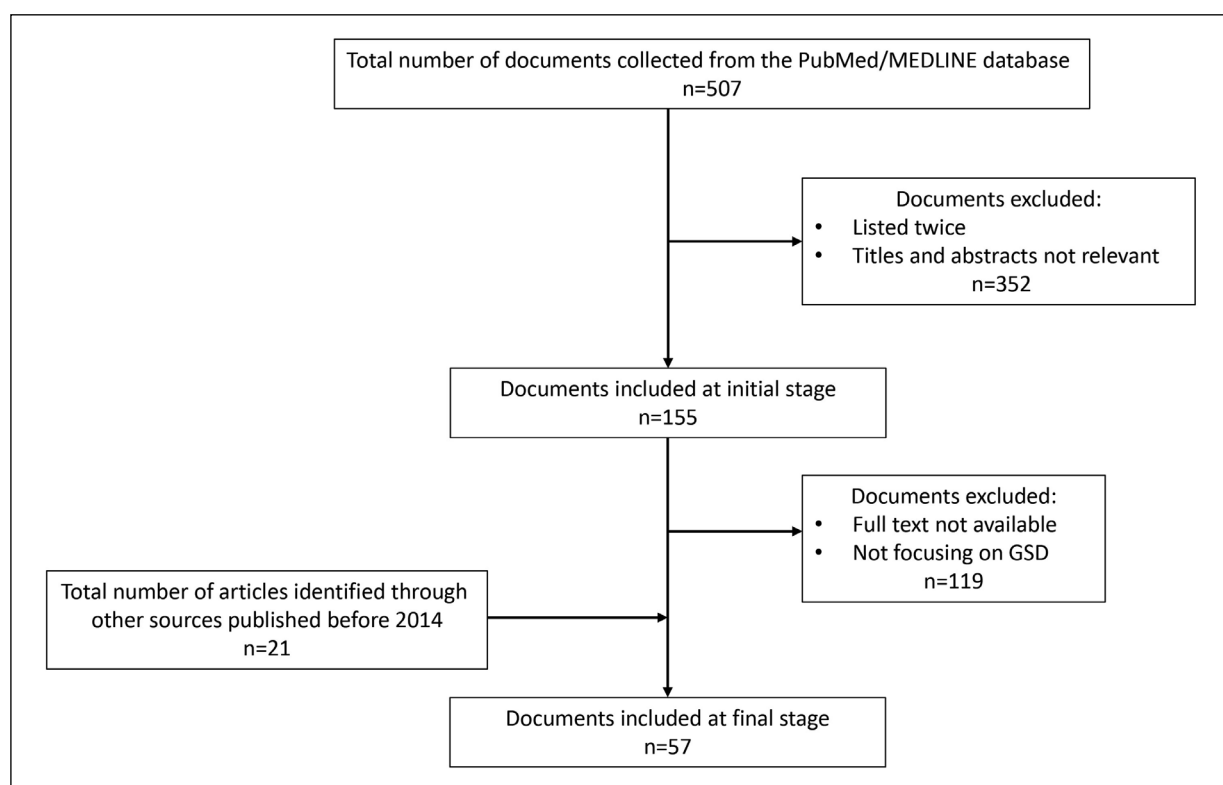 Total number of documents collected from the PubMed/MEDLINE database
n=507
Documents excluded:
• Listed twice
• Titles and abstracts not relevant
n=352
Documents included at initial stage
n=155
Documents excluded:
• Full text not available
• Not focusing on GSD
n=119
Total number of articles identified through
other sources published before 2014
n=21
Documents included at final stage
n=57